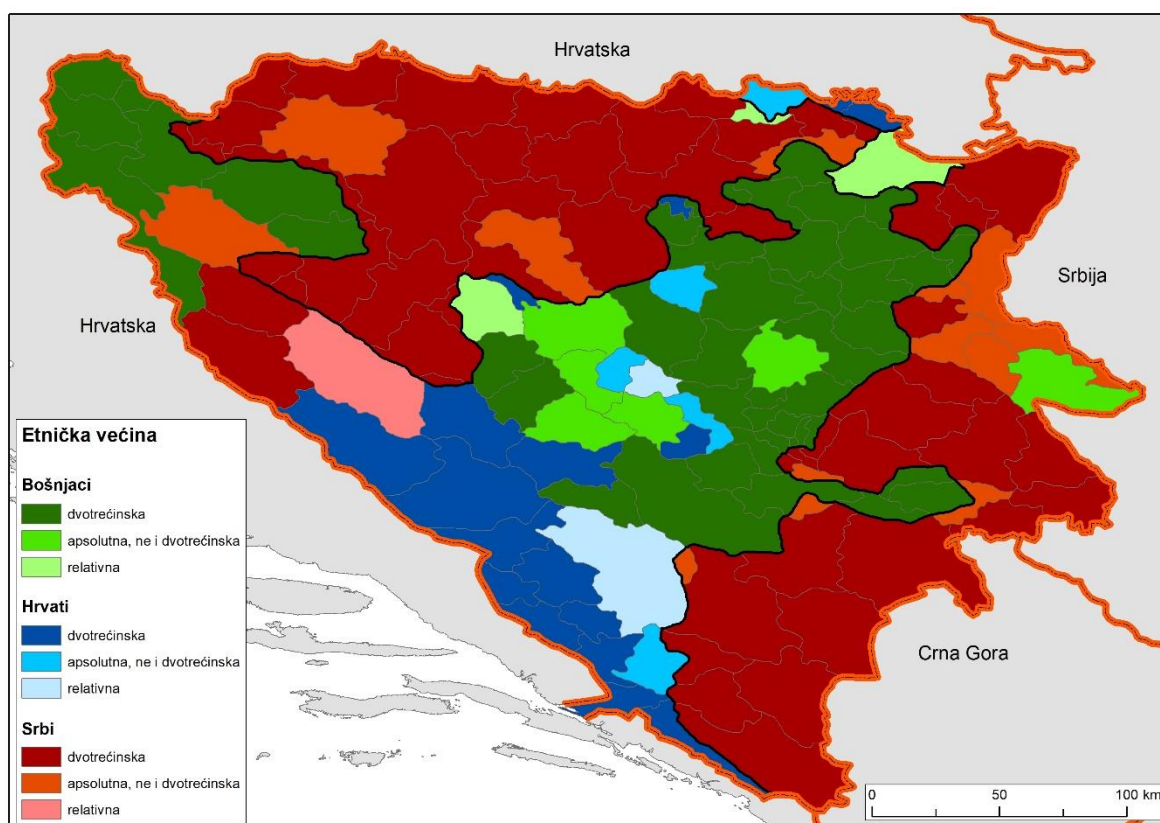 Hrvatska
Srbija
Hrvatska
Crna Gora
Etnička većina
Bošnjaci
dvotrećinska
apsolutna, ne i dvotrećinska
relativna
Hrvati
dvotrećinska
apsolutna, ne i dvotrećinska
relativna
Srbi
dvotrećinska
apsolutna, ne i dvotrećinska
relativna
0 50 100 km